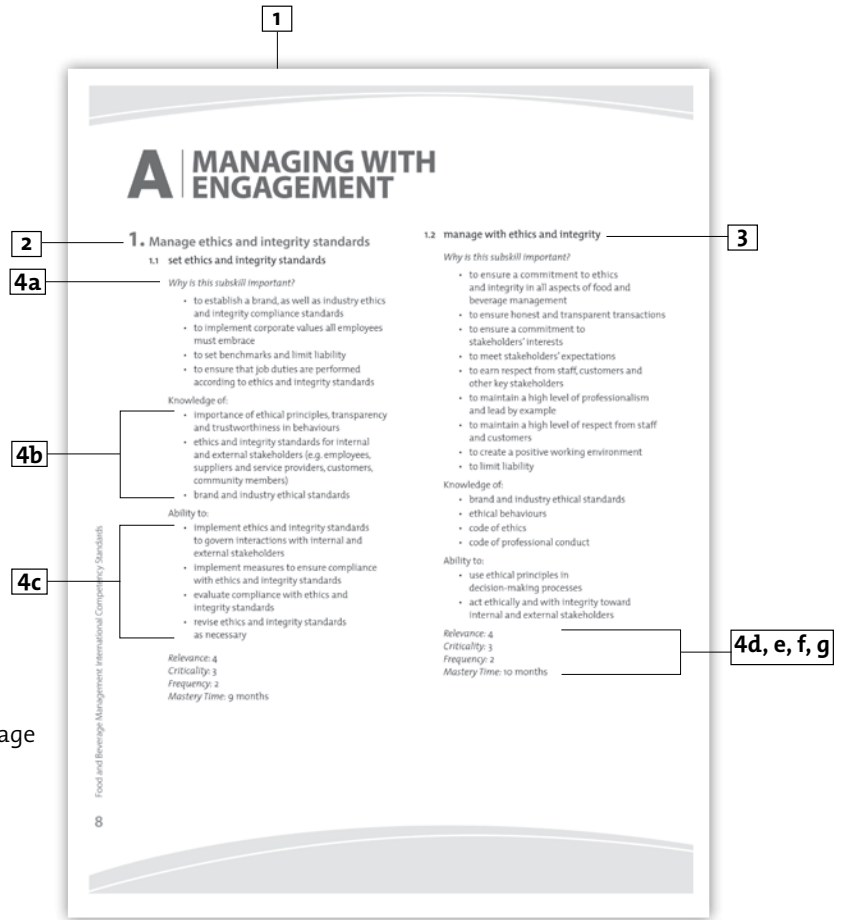 1
A MANAGING WITH
ENGAGEMENT
2
1. Manage ethics and integrity standards
1.1 set ethics and integrity standards
4a
Why is this subskill important?
• to establish a brand, as well as industry ethics
and integrity compliance standards
• to implement corporate values all employees
must embrace
• to set benchmarks and limit liability
• to ensure that job duties are performed
according to ethics and integrity standards
Knowledge of:
4b
• importance of ethical principles, transparency
and trustworthiness in behaviours
• ethics and integrity standards for internal
and external stakeholders (e.g. employees,
suppliers and service providers, customers,
community members)
• brand and industry ethical standards
Ability to:
4c
• implement ethics and integrity standards
to govern interactions with internal and
external stakeholders
• implement measures to ensure compliance
with ethics and integrity standards
• evaluate compliance with ethics and
integrity standards
• revise ethics and integrity standards
as necessary
Relevance: 4
Criticality: 3
Frequency: 2
Mastery Time: 9 months
1.2 manage with ethics and integrity
3
Why is this subskill important?
• to ensure a commitment to ethics
and integrity in all aspects of food and
beverage management
• to ensure honest and transparent transactions
• to ensure a commitment to
stakeholders' interests
• to meet stakeholders' expectations
• to earn respect from staff, customers and
other key stakeholders
• to maintain a high level of professionalism
and lead by example
• to maintain a high level of respect from staff
and customers
• to create a positive working environment
• to limit liability
Knowledge of:
• brand and industry ethical standards
• ethical behaviours
• code of ethics
• code of professional conduct
Ability to:
• use ethical principles in
decision-making processes
• act ethically and with integrity toward
internal and external stakeholders
Relevance: 4
Criticality: 3
Frequency: 2
Mastery Time: 10 months
4d, e, f, g
Food and Beverage Management International Competency Standards
8
age